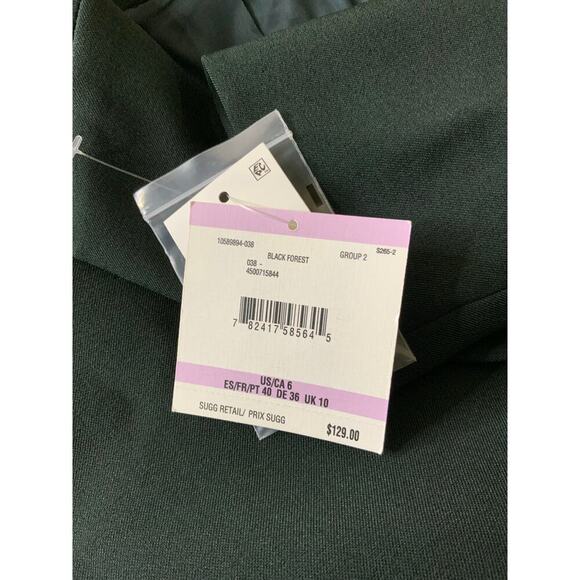 10589894-038
BLACK FOREST
GROUP 2
S265-2
038 -
4500715844
7 82417 58564 5
US/CA 6
ES/FR/PT 40 DE 36 UK 10
SUGG RETAIL/ PRIX SUGG
$129.00